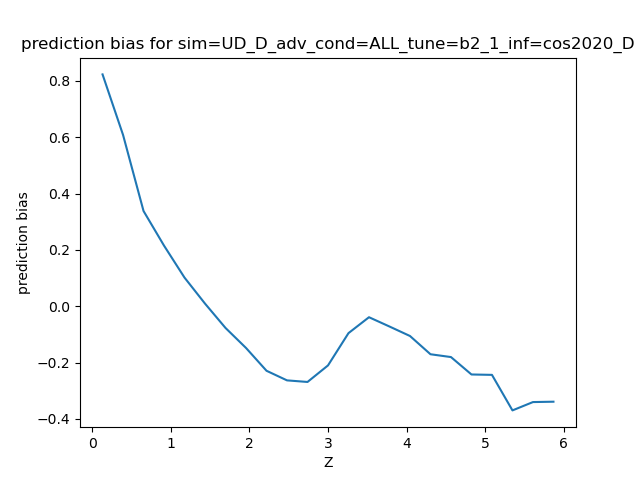 prediction bias for sim=UD_D_adv_cond=ALL_tune=b2_1_inf=cos2020_D
prediction bias
0.8
0.6
0.4
0.2
0.0
−0.2
−0.4
0 1 2 3 4 5 6
Z